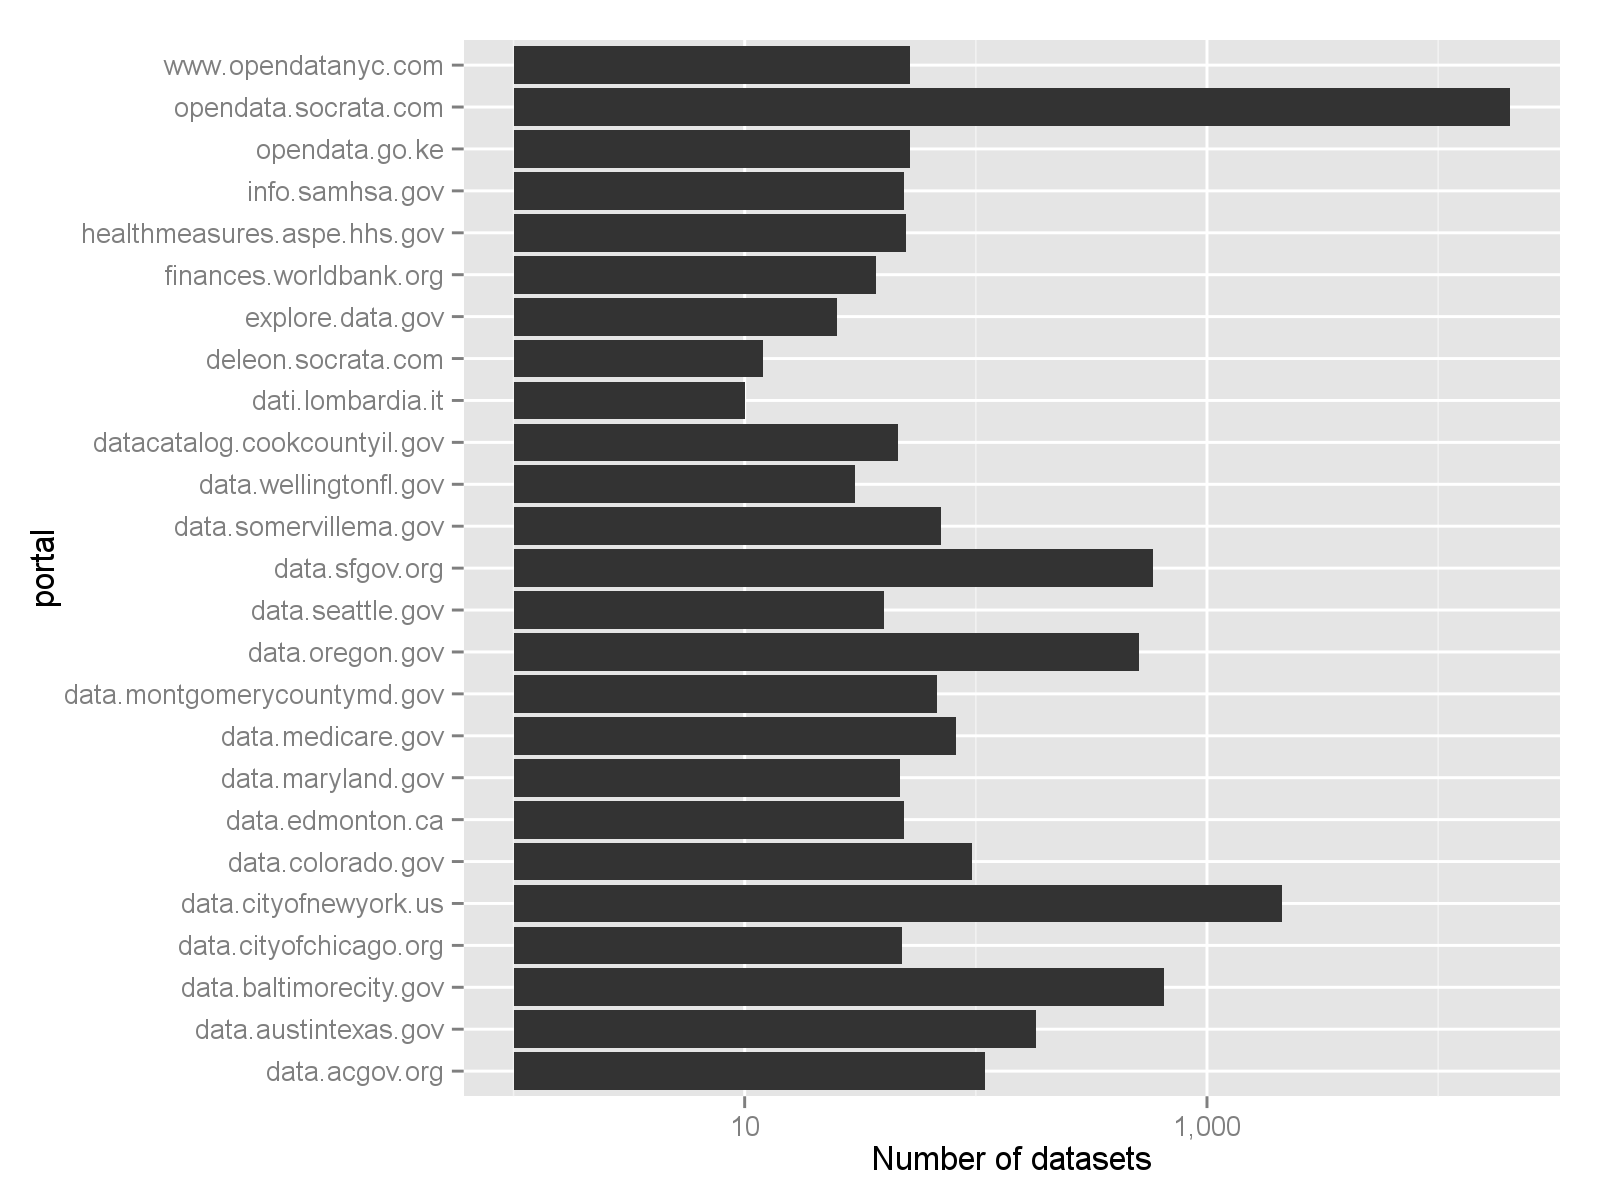 www.opendatanyc.com
opendata.socrata.com
opendata.go.ke
info.samhsa.gov
healthmeasures.aspe.hhs.gov
finances.worldbank.org
explore.data.gov
deleon.socrata.com
dati.lombardia.it
datacatalog.cookcountyil.gov
data.wellingtonfl.gov
data.somervillema.gov
data.sfgov.org
data.seattle.gov
data.oregon.gov
data.montgomerycountymd.gov
data.medicare.gov
data.maryland.gov
data.edmonton.ca
data.colorado.gov
data.cityofnewyork.us
data.cityofchicago.org
data.baltimorecity.gov
data.austintexas.gov
data.acgov.org
portal
10 1,000
Number of datasets